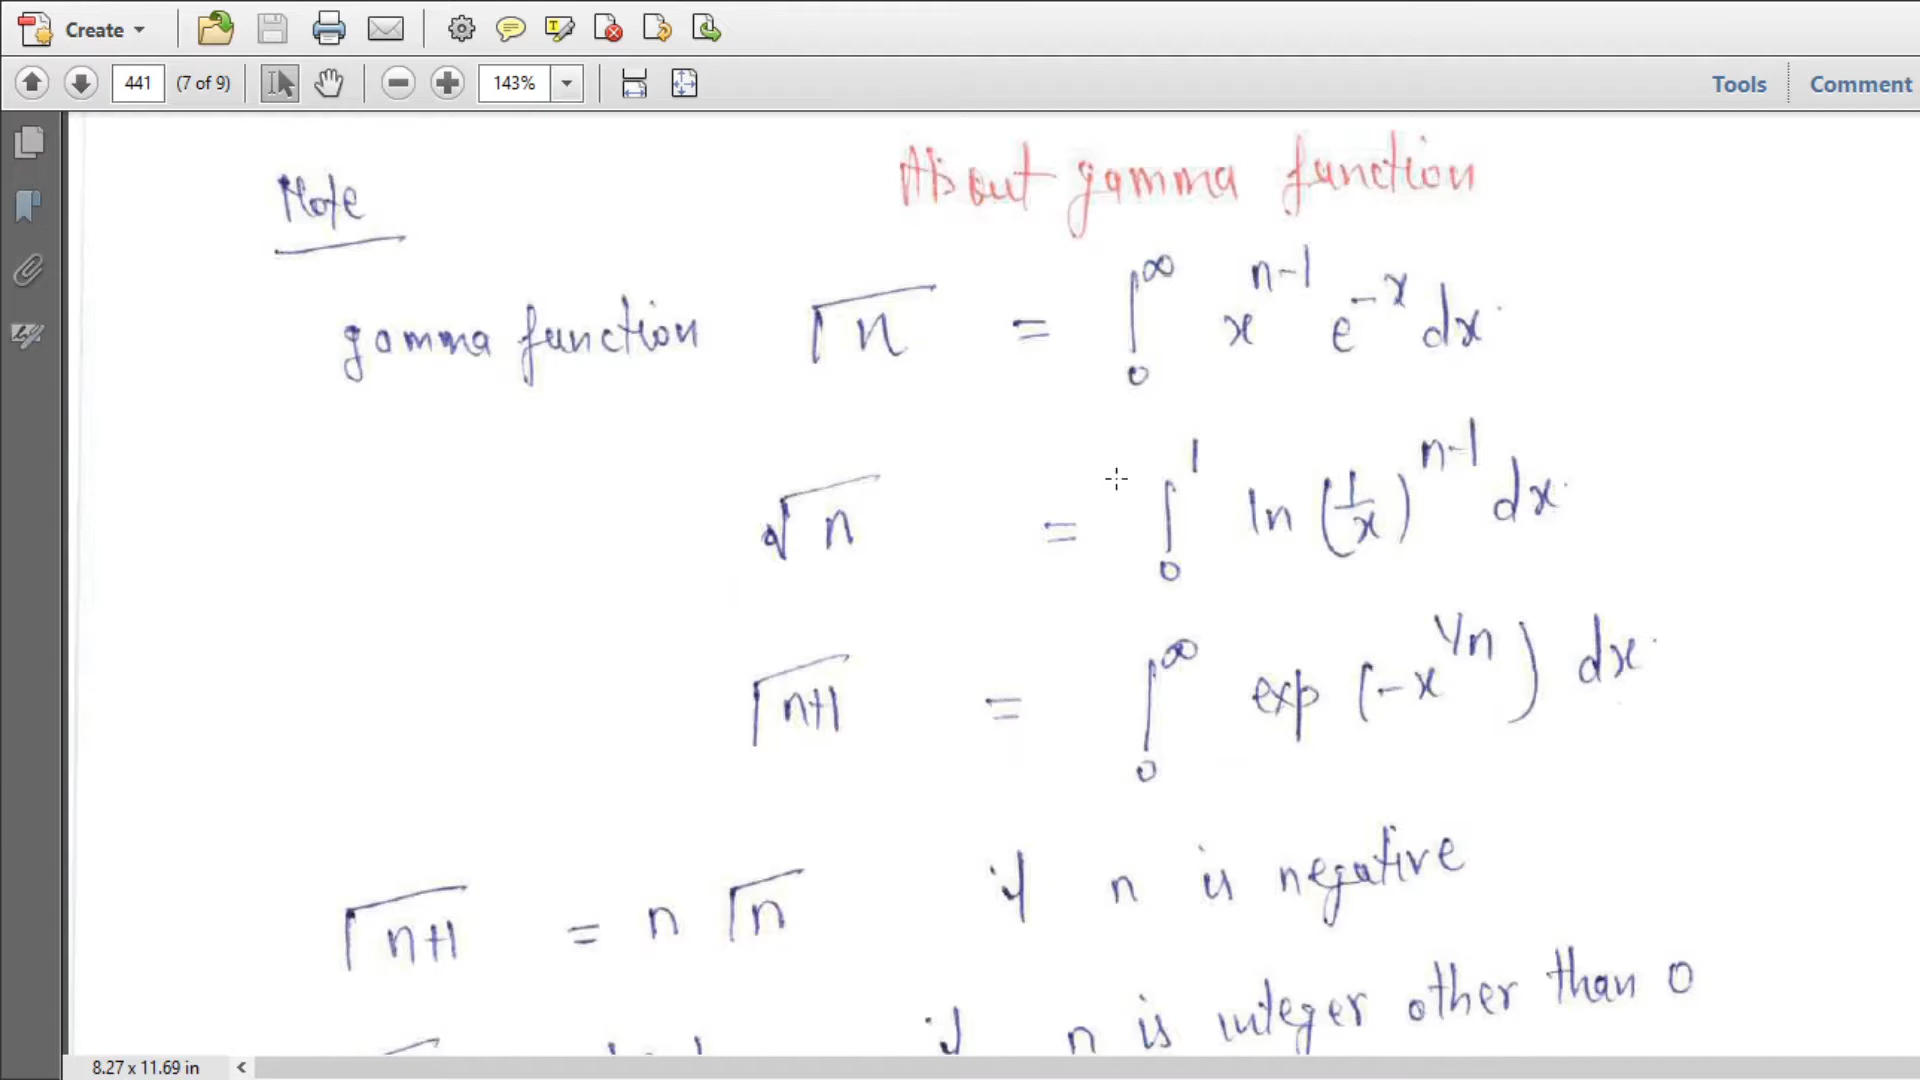 Create
441 (7 of 9) 143% Tools Comment
About gamma function
Note
gamma function Γn = ∫₀^∞ x^(n-1) e^(-x) dx.
√n = ∫₀^1 ln (1/x)^(n-1) dx.
Γn+1 = ∫₀^∞ exp (-x^(1/n)) dx.
Γn+1 = n Γn if n is negative
if n is integer other than 0
8.27 x 11.69 in